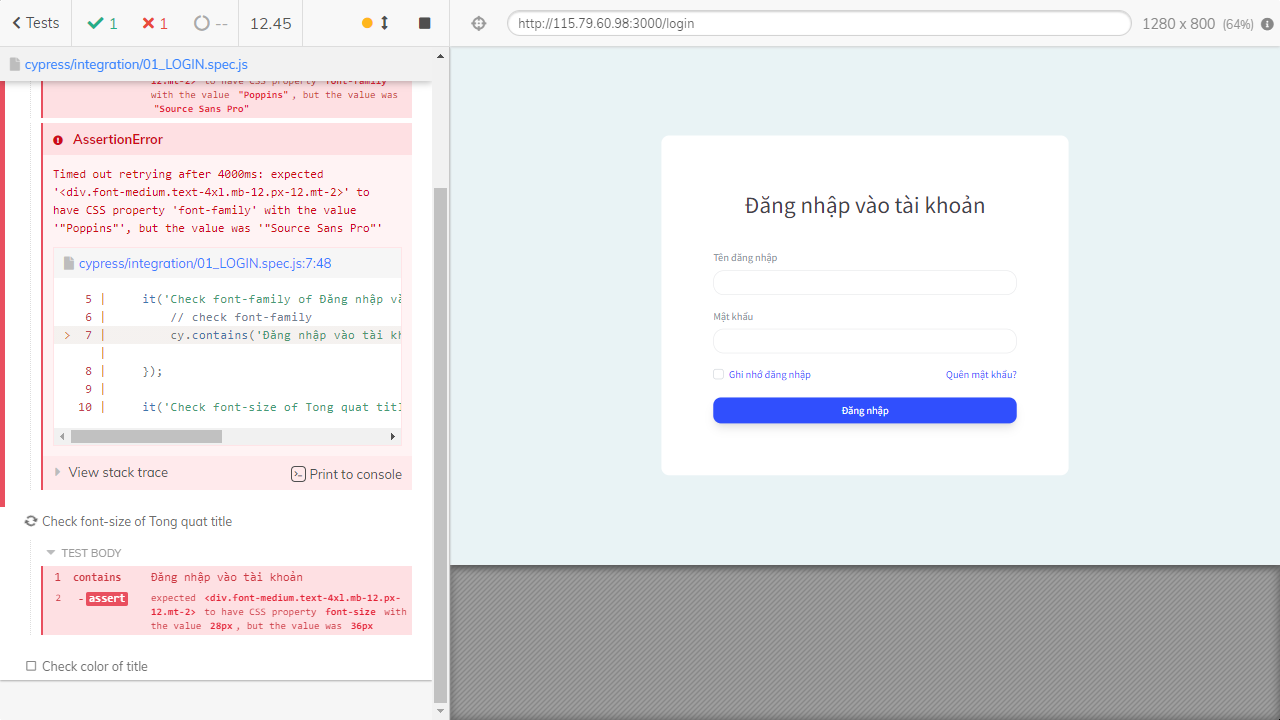 Tests
1
1
--
12.45
http://115.79.60.98:3000/login
1280 x 800 (64%)
cypress/integration/01_LOGIN.spec.js
12.mt-2> to have CSS property font-family
with the value "Poppins", but the value was
"Source Sans Pro"
AssertionError
Timed out retrying after 4000ms: expected
'<div.font-medium.text-4xl.mb-12.px-12.mt-2>' to
have CSS property 'font-family' with the value
'"Poppins"', but the value was '"Source Sans Pro"'
cypress/integration/01_LOGIN.spec.js:7:48
5 | it('Check font-family of Đăng nhập và
6 | // check font-family
> 7 | cy.contains('Đăng nhập vào tài kh
|
8 | });
9 |
10 | it('Check font-size of Tong quat titl
View stack trace
Print to console
Check font-size of Tong quat title
TEST BODY
1 contains Đăng nhập vào tài khoản
2 -assert expected <div.font-medium.text-4xl.mb-12.px-
12.mt-2> to have CSS property font-size with
the value 28px, but the value was 36px
Check color of title
Đăng nhập vào tài khoản
Tên đăng nhập
Mật khẩu
Ghi nhớ đăng nhập
Quên mật khẩu?
Đăng nhập